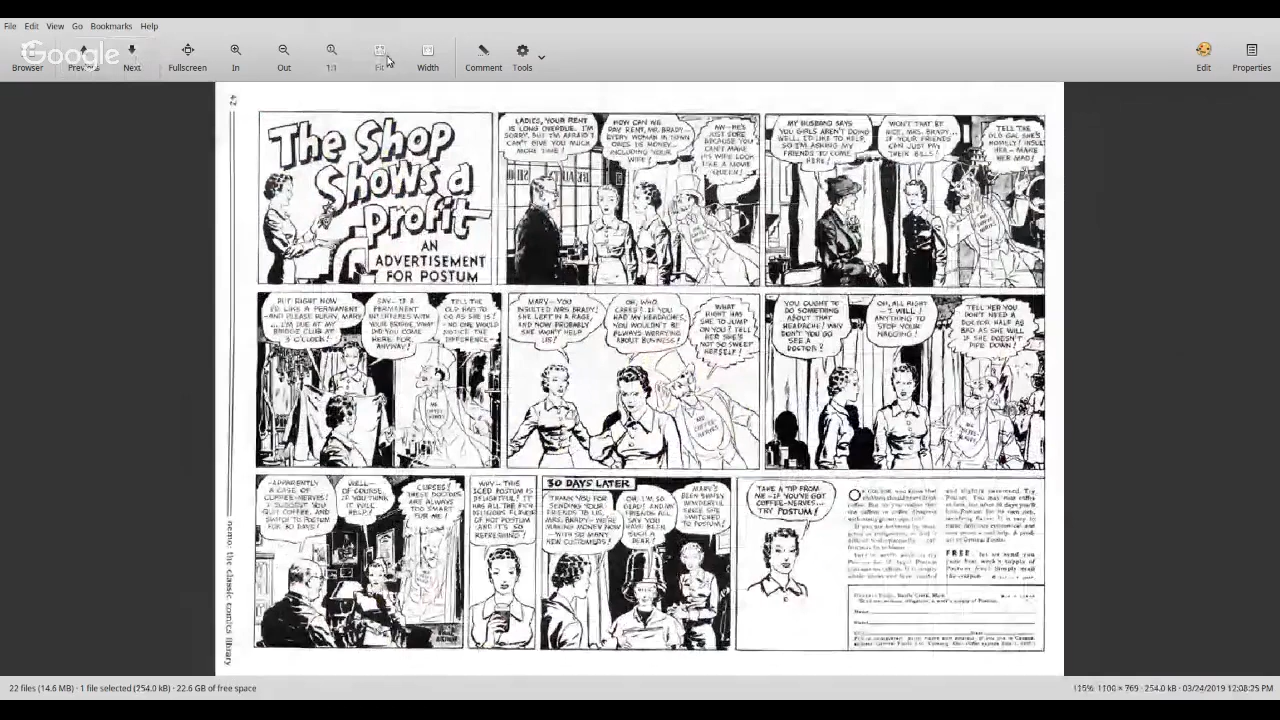 File Edit View Go Bookmarks Help
Google
Browser Next Fullscreen In Out 1:1 Fit Width Comment Tools Edit Properties
42
The Shop
Shows a
profit
AN
ADVERTISEMENT
FOR POSTUM
LADIES, YOUR RENT
IS LONG OVERDUE. I'M
SORRY, BUT I'M AFRAID I
CAN'T GIVE YOU MUCH
MORE TIME!
HOW CAN WE
PAY RENT, MR. BRADY—
EVERY WOMAN IN TOWN
OWES US MONEY—
INCLUDING YOUR
WIFE!
AW—HE'S
JUST SORE
BECAUSE YOU
CAN'T MAKE
HIS WIFE LOOK
LIKE A MOVIE
QUEEN!
MY HUSBAND SAYS
YOU GIRLS AREN'T DOING
WELL. I'D LIKE TO HELP,
SO I'M ASKING MY
FRIENDS TO COME
HERE!
WON'T THAT BE
NICE, MRS. BRADY...
IF YOUR FRIENDS
CAN JUST PAY
THEIR BILLS!
TELL THE
OLD GAL SHE'S
HOMELY! INSULT
HER—MAKE
HER MAD!
BUT RIGHT NOW
I'D LIKE A PERMANENT
—AND PLEASE HURRY, MARY
...I'M DUE AT MY
BRIDGE CLUB AT
3 O'CLOCK!
SAY—IF A
PERMANENT
INTERFERES WITH
YOUR BRIDGE, WHAT
DID YOU COME
HERE FOR,
ANYWAY!
TELL THE
OLD HAG TO
GO AS SHE IS!
—NO ONE WOULD
NOTICE THE
DIFFERENCE—
MARY—YOU
INSULTED MRS. BRADY!
SHE LEFT IN A RAGE,
AND NOW PROBABLY
SHE WON'T HELP
US!
OH, WHO
CARES? IF YOU
HAD MY HEADACHES,
YOU WOULDN'T BE
ALWAYS WORRYING
ABOUT BUSINESS!
WHAT
RIGHT HAS
SHE TO JUMP
ON YOU? TELL
HER SHE'S
NOT SO SWEET
HERSELF!
MR.
COFFEE-
NERVES
YOU OUGHT TO
DO SOMETHING
ABOUT THAT
HEADACHE! WHY
DON'T YOU GO
SEE A
DOCTOR?
OH, ALL RIGHT
—I WILL!
ANYTHING TO
STOP YOUR
NAGGING!
TELL HER YOU
DON'T NEED A
DOCTOR HALF AS
BAD AS SHE WILL
IF SHE DOESN'T
PIPE DOWN!
—APPARENTLY
A CASE OF
COFFEE-NERVES!
I SUGGEST YOU
QUIT COFFEE, AND
SWITCH TO POSTUM
FOR 30 DAYS!
WELL—
OF COURSE,
IF YOU THINK
IT WILL
HELP!
CURSES!
THESE DOCTORS
ARE ALWAYS
TOO SMART
FOR ME!
WHY—THIS
ICED POSTUM IS
DELIGHTFUL! IT
HAS ALL THE RICH
DELICIOUS FLAVOR
OF HOT POSTUM
AND IT'S SO
REFRESHING!
30 DAYS LATER
THANK YOU FOR
SENDING YOUR
FRIENDS TO US,
MRS. BRADY—WE'RE
MAKING MONEY NOW
—WITH SO MANY
NEW CUSTOMERS!
OH, I'M SO
GLAD! AND MY
FRIENDS ALL
SAY YOU
HAVE BEEN
SUCH A
DEAR!
MARY'S
BEEN SIMPLY
WONDERFUL
SINCE SHE
SWITCHED
TO POSTUM!
TAKE A TIP FROM
ME—IF YOU'VE GOT
COFFEE-NERVES...
TRY POSTUM!
nemo: the classic comics library
22 files (14.6 MB) · 1 file selected (254.0 kB) · 22.6 GB of free space
115% 1100 × 769 · 254.0 kB · 03/24/2019 12:08:25 PM